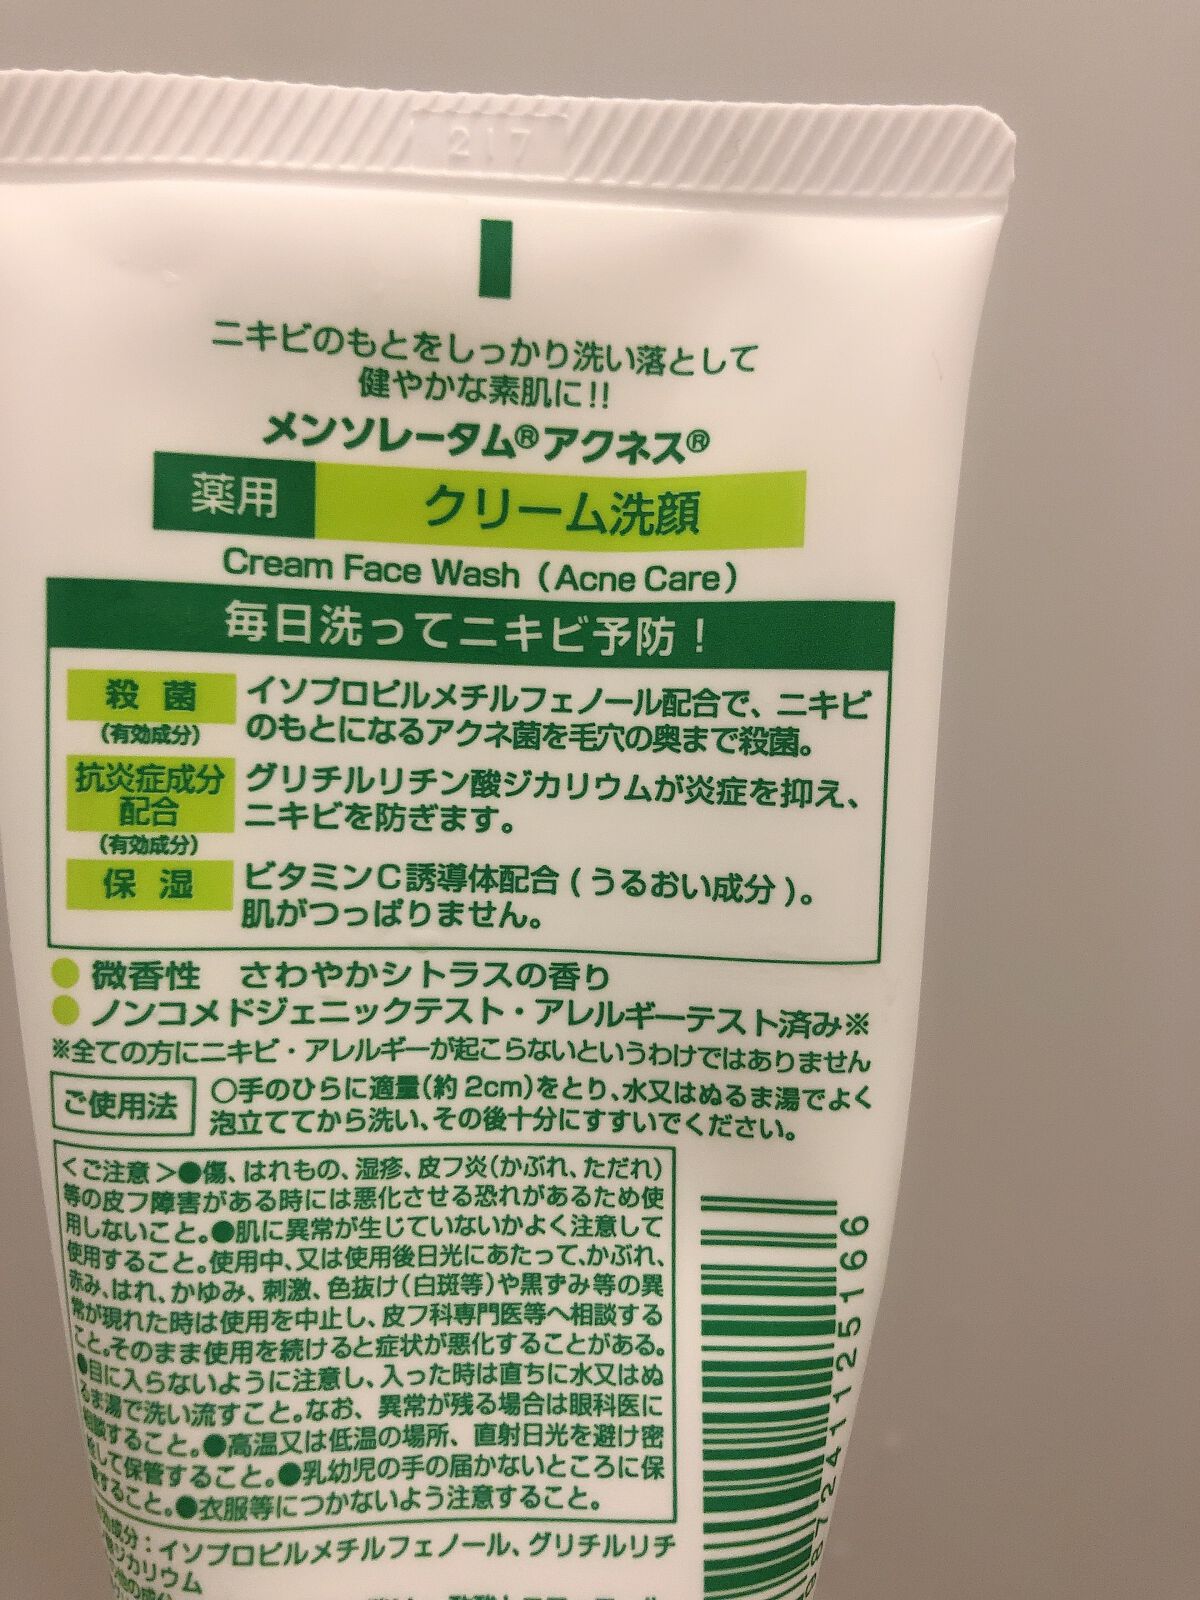 217
ニキビのもとをしっかり洗い落として
健やかな素肌に!!
メンソレータム®アクネス®
薬用 クリーム洗顔
Cream Face Wash（Acne Care）
毎日洗ってニキビ予防！
殺菌
（有効成分）
イソプロピルメチルフェノール配合で、ニキビ
のもとになるアクネ菌を毛穴の奥まで殺菌。
抗炎症成分
配合
（有効成分）
グリチルリチン酸ジカリウムが炎症を抑え、
ニキビを防ぎます。
保湿
ビタミンC誘導体配合(うるおい成分)。
肌がつっぱりません。
●微香性 さわやかシトラスの香り
●ノンコメドジェニックテスト・アレルギーテスト済み※
※全ての方にニキビ・アレルギーが起こらないというわけではありません
ご使用法
○手のひらに適量(約2cm)をとり、水又はぬるま湯でよく
泡立ててから洗い、その後十分にすすいでください。
＜ご注意＞●傷、はれもの、湿疹、皮フ炎(かぶれ、ただれ)
等の皮フ障害がある時には悪化させる恐れがあるため使
用しないこと。●肌に異常が生じていないかよく注意して
使用すること。使用中、又は使用後日光にあたって、かぶれ、
赤み、はれ、かゆみ、刺激、色抜け(白斑等)や黒ずみ等の異
常が現れた時は使用を中止し、皮フ科専門医等へ相談する
こと。そのまま使用を続けると症状が悪化することがある。
●目に入らないように注意し、入った時は直ちに水又はぬ
るま湯で洗い流すこと。なお、異常が残る場合は眼科医に
相談すること。●高温又は低温の場所、直射日光を避け密
して保管すること。●乳幼児の手の届かないところに保
すること。●衣服等につかないよう注意すること。
成分：イソプロピルメチルフェノール、グリチルリチ
ジカリウム
987241125166